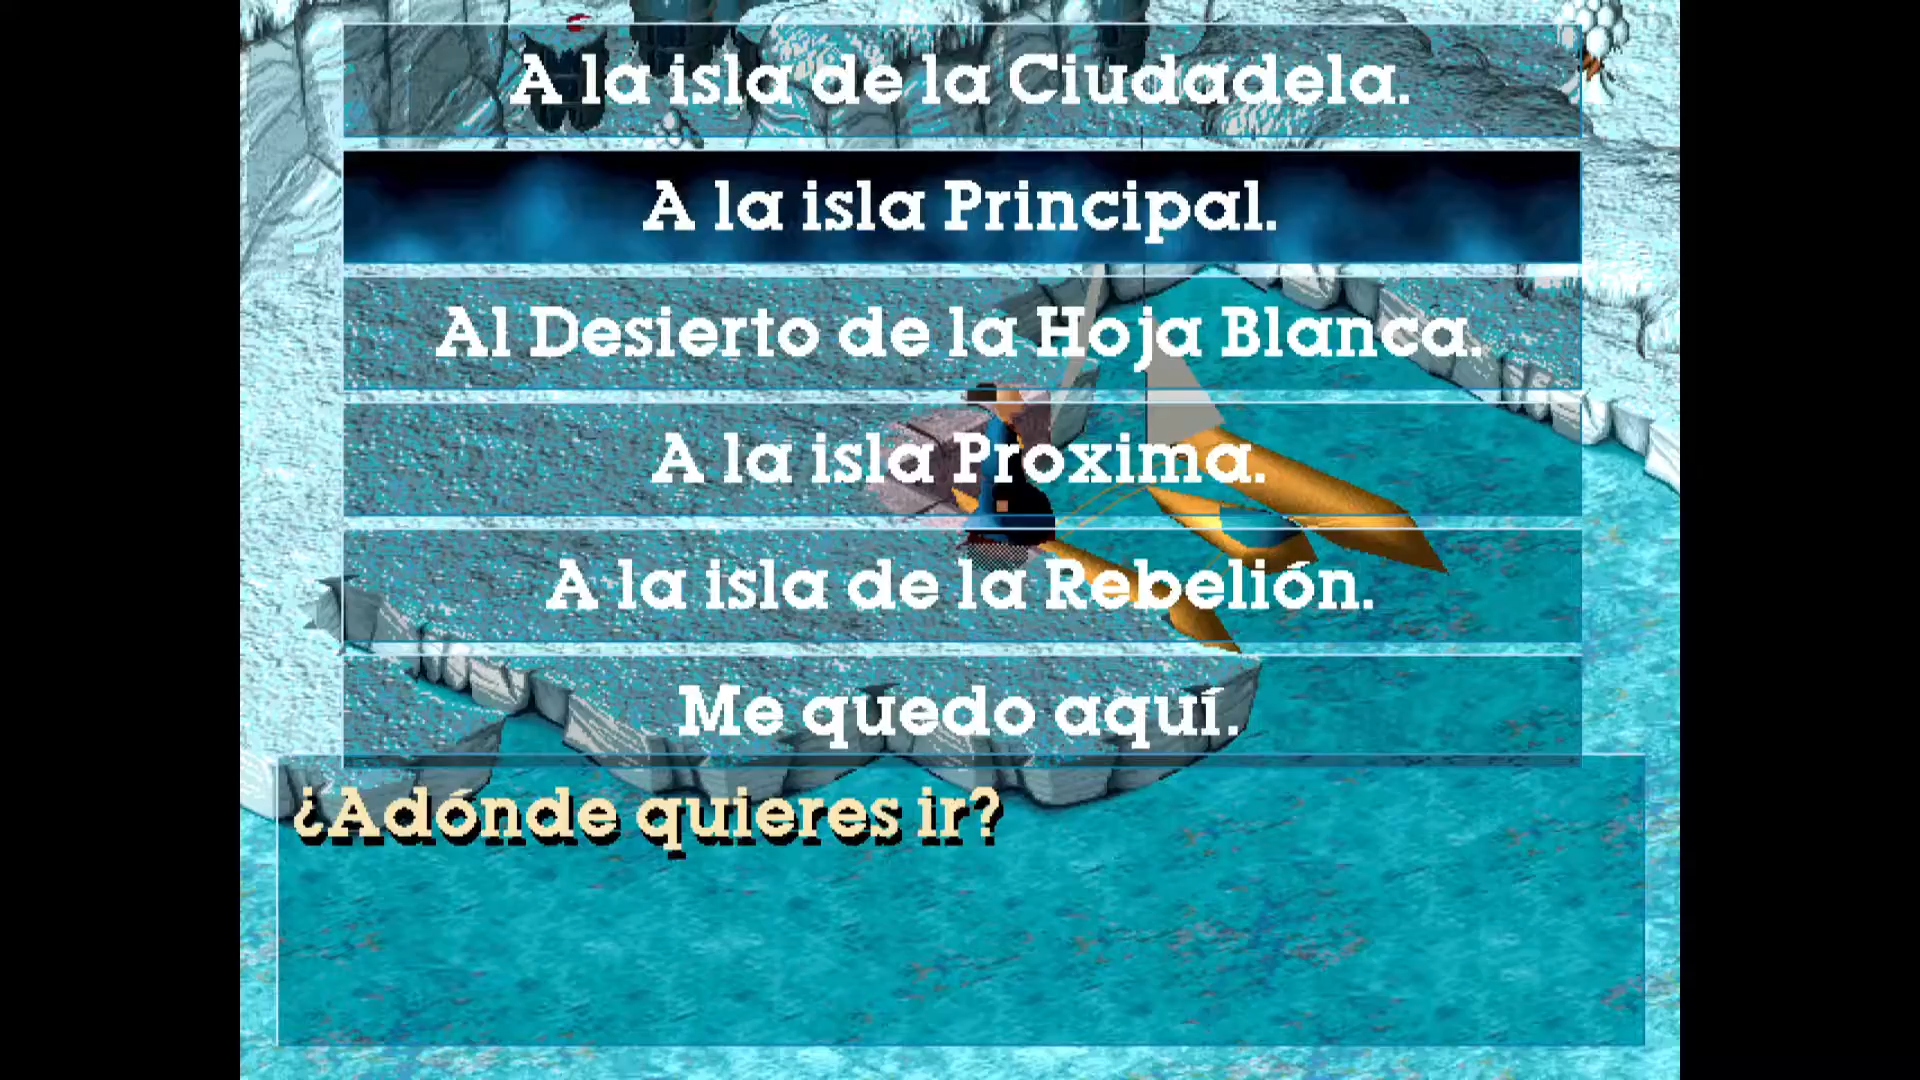 A la isla de la Ciudadela.
A la isla Principal.
Al Desierto de la Hoja Blanca.
A la isla Proxima.
A la isla de la Rebelión.
Me quedo aquí.
¿Adónde quieres ir?